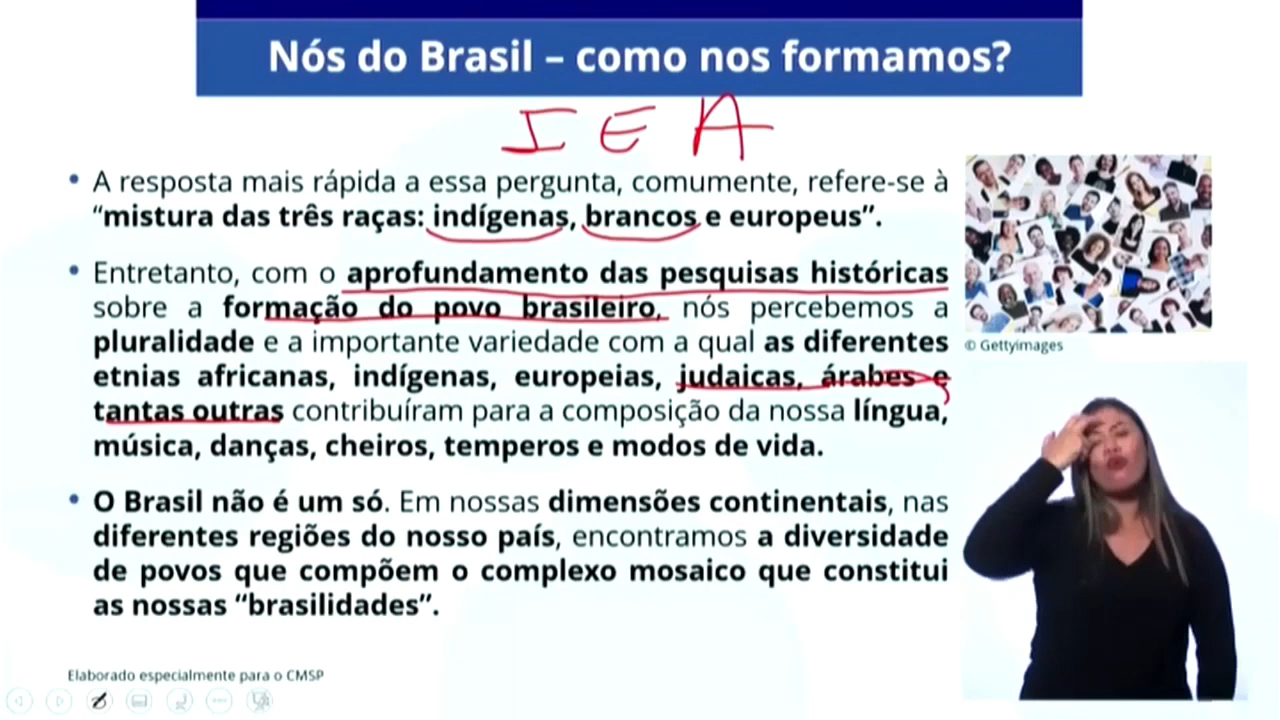 Nós do Brasil – como nos formamos?
I E A
• A resposta mais rápida a essa pergunta, comumente, refere-se à
“mistura das três raças: indígenas, brancos e europeus”.
• Entretanto, com o aprofundamento das pesquisas históricas
sobre a formação do povo brasileiro, nós percebemos a
pluralidade e a importante variedade com a qual as diferentes
etnias africanas, indígenas, europeias, judaicas, árabes e
tantas outras contribuíram para a composição da nossa língua,
música, danças, cheiros, temperos e modos de vida.
• O Brasil não é um só. Em nossas dimensões continentais, nas
diferentes regiões do nosso país, encontramos a diversidade
de povos que compõem o complexo mosaico que constitui
as nossas “brasilidades”.
© Gettyimages
Elaborado especialmente para o CMSP